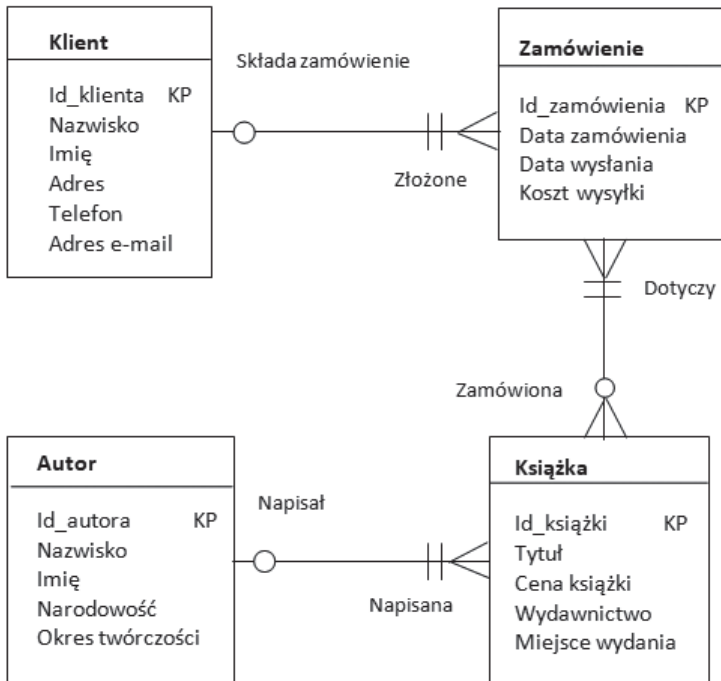 Klient
Id_klienta KP
Nazwisko
Imię
Adres
Telefon
Adres e-mail
Składa zamówienie
Złożone
Zamówienie
Id_zamówienia KP
Data zamówienia
Data wysłania
Koszt wysyłki
Dotyczy
Zamówiona
Autor
Id_autora KP
Nazwisko
Imię
Narodowość
Okres twórczości
Napisał
Napisana
Książka
Id_książki KP
Tytuł
Cena książki
Wydawnictwo
Miejsce wydania